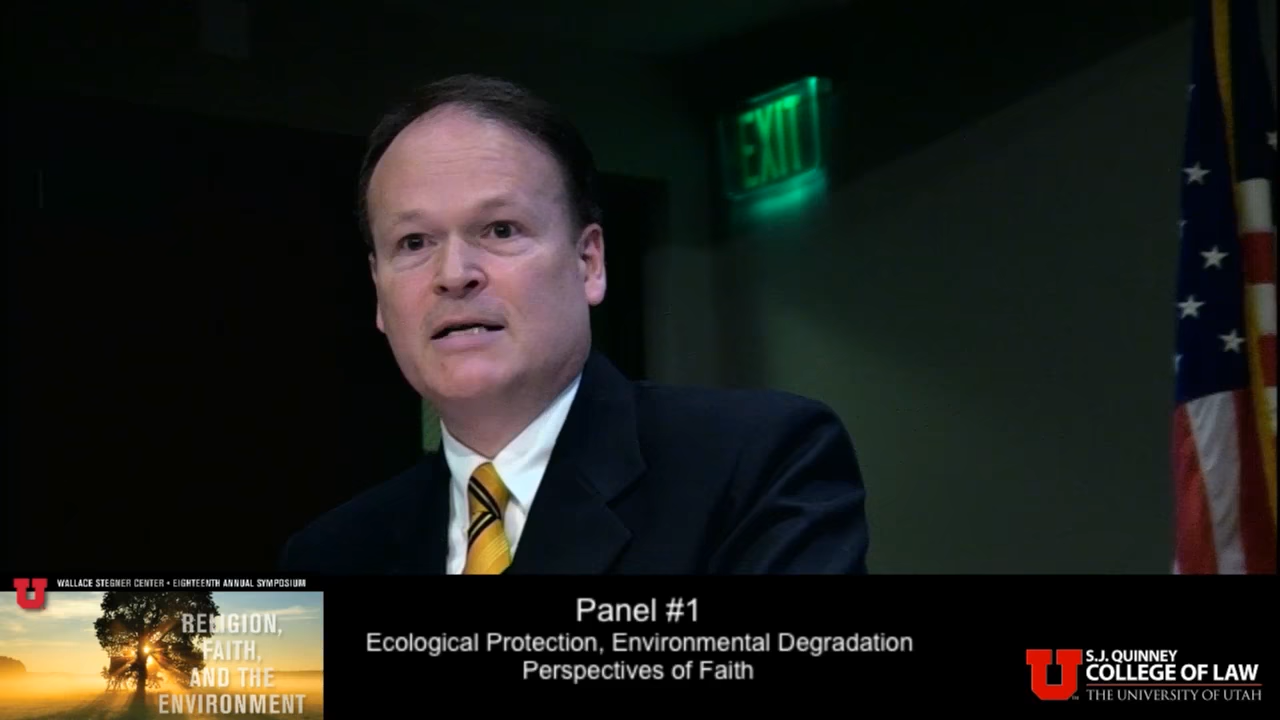 EXIT
WALLACE STEGNER CENTER • EIGHTEENTH ANNUAL SYMPOSIUM
U
RELIGION,
FAITH,
AND THE
ENVIRONMENT
Panel #1
Ecological Protection, Environmental Degradation
Perspectives of Faith
U
S.J. QUINNEY
COLLEGE OF LAW
THE UNIVERSITY OF UTAH